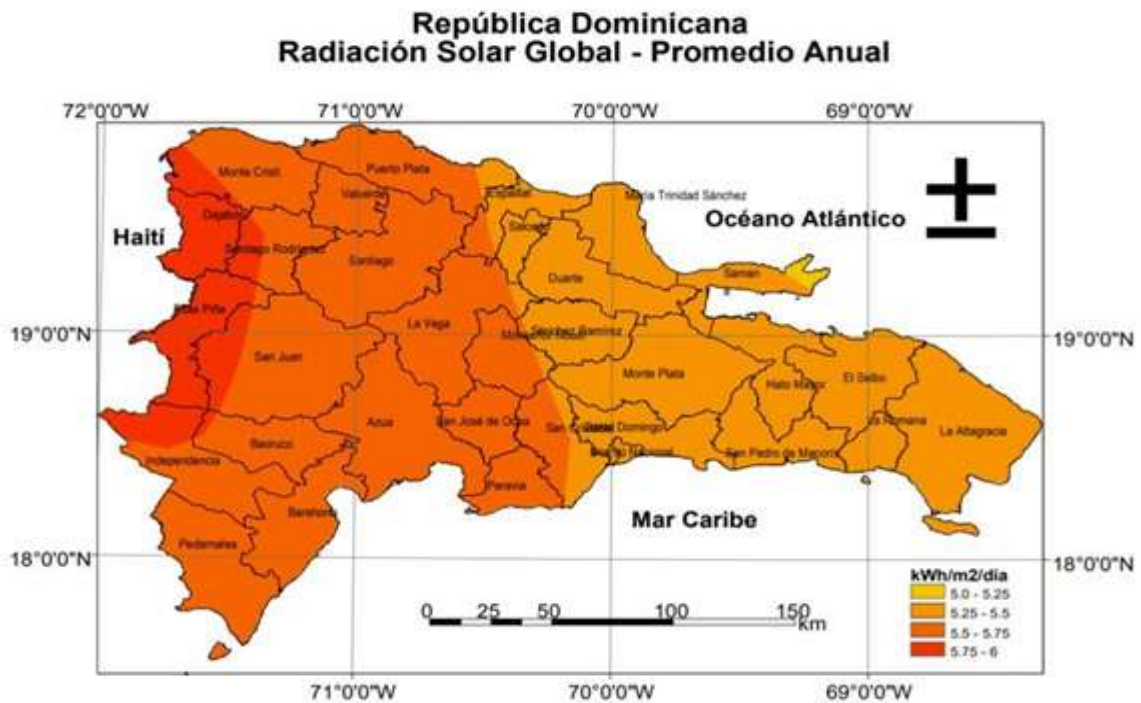 República Dominicana
Radiación Solar Global - Promedio Anual
72°0'0"W 71°0'0"W 70°0'0"W 69°0'0"W
Monte Cristi
Puerto Plata
Valverde
Espaillat
María Trinidad Sánchez
Dajabón
Océano Atlántico
Haití
Salcedo
Santiago Rodríguez
Santiago
Duarte
Samaná
Elías Piña
La Vega
19°0'0"N
Sánchez Ramírez
19°0'0"N
San Juan
Monte Plata
Hato Mayor
El Seibo
Azua
San José de Ocoa
Santo Domingo
La Romana
La Altagracia
Independencia
Distrito Nacional
San Pedro de Macorís
Peravia
Barahona
Mar Caribe
Pedernales
18°0'0"N
18°0'0"N
kWh/m2/día
5.0 - 5.25
5.25 - 5.5
5.5 - 5.75
5.75 - 6
0 25 50 100 150
km
71°0'0"W 70°0'0"W 69°0'0"W